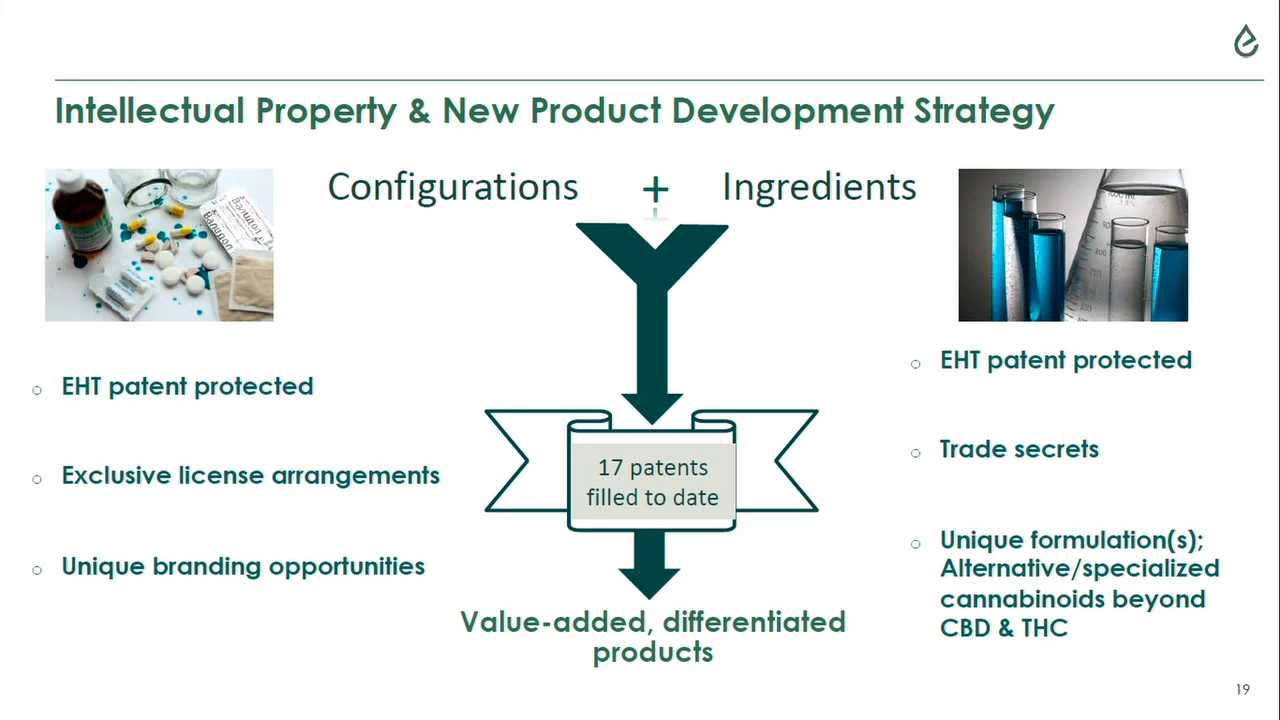 Intellectual Property & New Product Development Strategy
Configurations + Ingredients
EHT patent protected
Exclusive license arrangements
Unique branding opportunities
17 patents
filled to date
Value-added, differentiated
products
EHT patent protected
Trade secrets
Unique formulation(s);
Alternative/specialized
cannabinoids beyond
CBD & THC
19